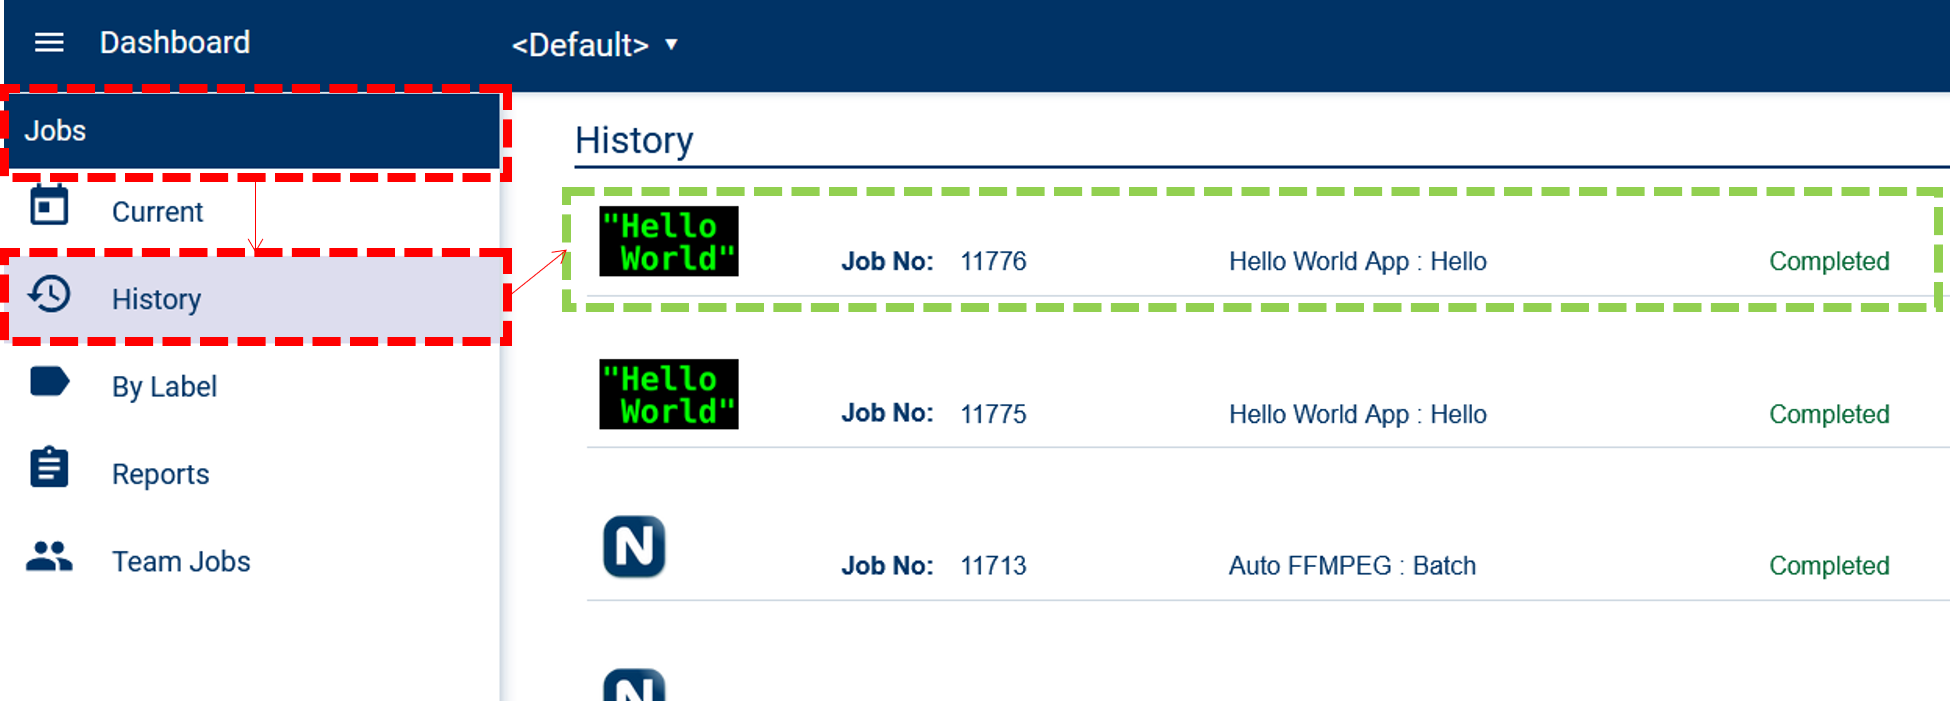 Dashboard
<Default>
Jobs
Current
History
By Label
Reports
Team Jobs
History
"Hello
World"
Job No: 11776 Hello World App : Hello Completed
"Hello
World"
Job No: 11775 Hello World App : Hello Completed
N
Job No: 11713 Auto FFMPEG : Batch Completed
N